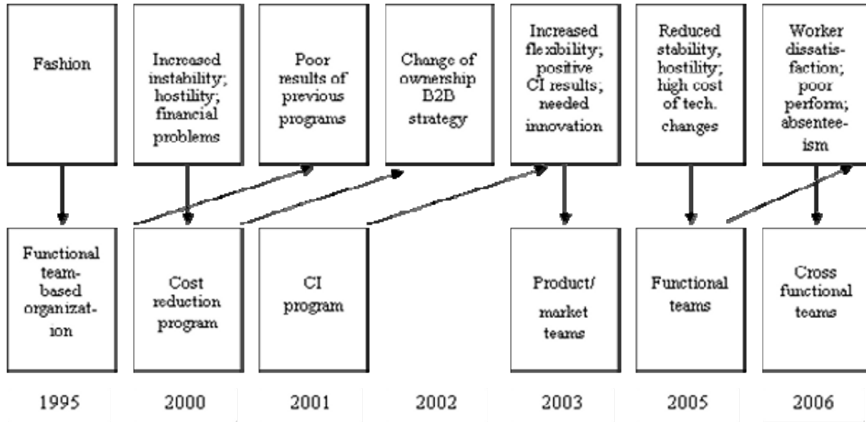 Fashion
Increased
instability;
hostility;
financial
problems
Poor
results of
previous
programs
Change of
ownership
B2B
strategy
Increased
flexibility;
positive
CI results;
needed
innovation
Reduced
stability,
hostility;
high cost
of tech.
changes
Worker
dissatis-
faction;
poor
perform;
absentee-
ism
Functional
team-
based
organizat-
ion
Cost
reduction
program
CI
program
Product/
market
teams
Functional
teams
Cross
functional
teams
1995
2000
2001
2002
2003
2005
2006